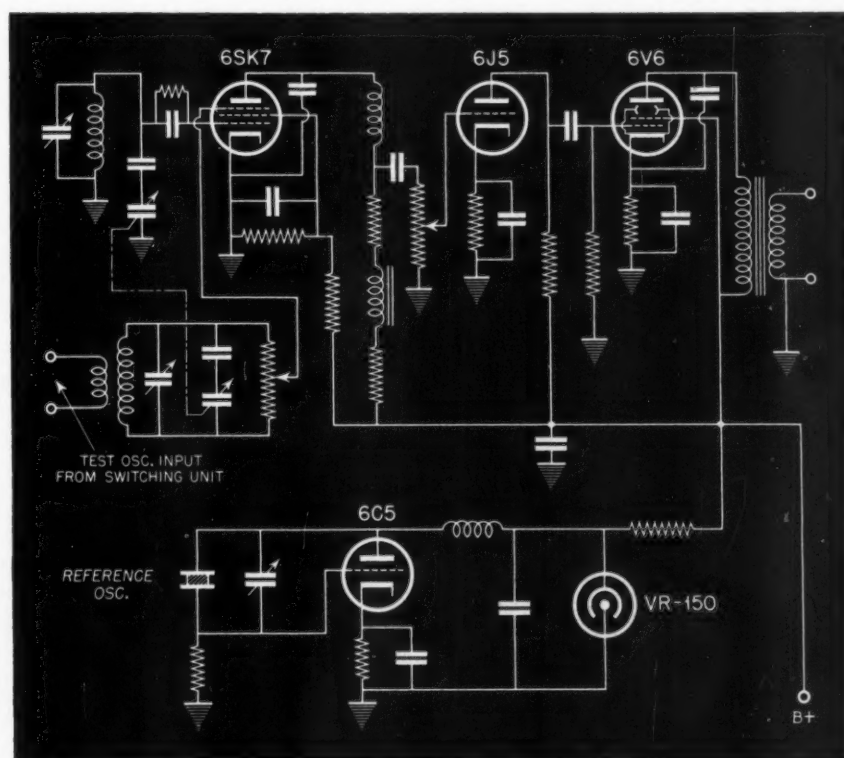 6SK7
6J5
6V6
TEST OSC. INPUT
FROM SWITCHING UNIT
6C5
REFERENCE
OSC.
VR-150
B+